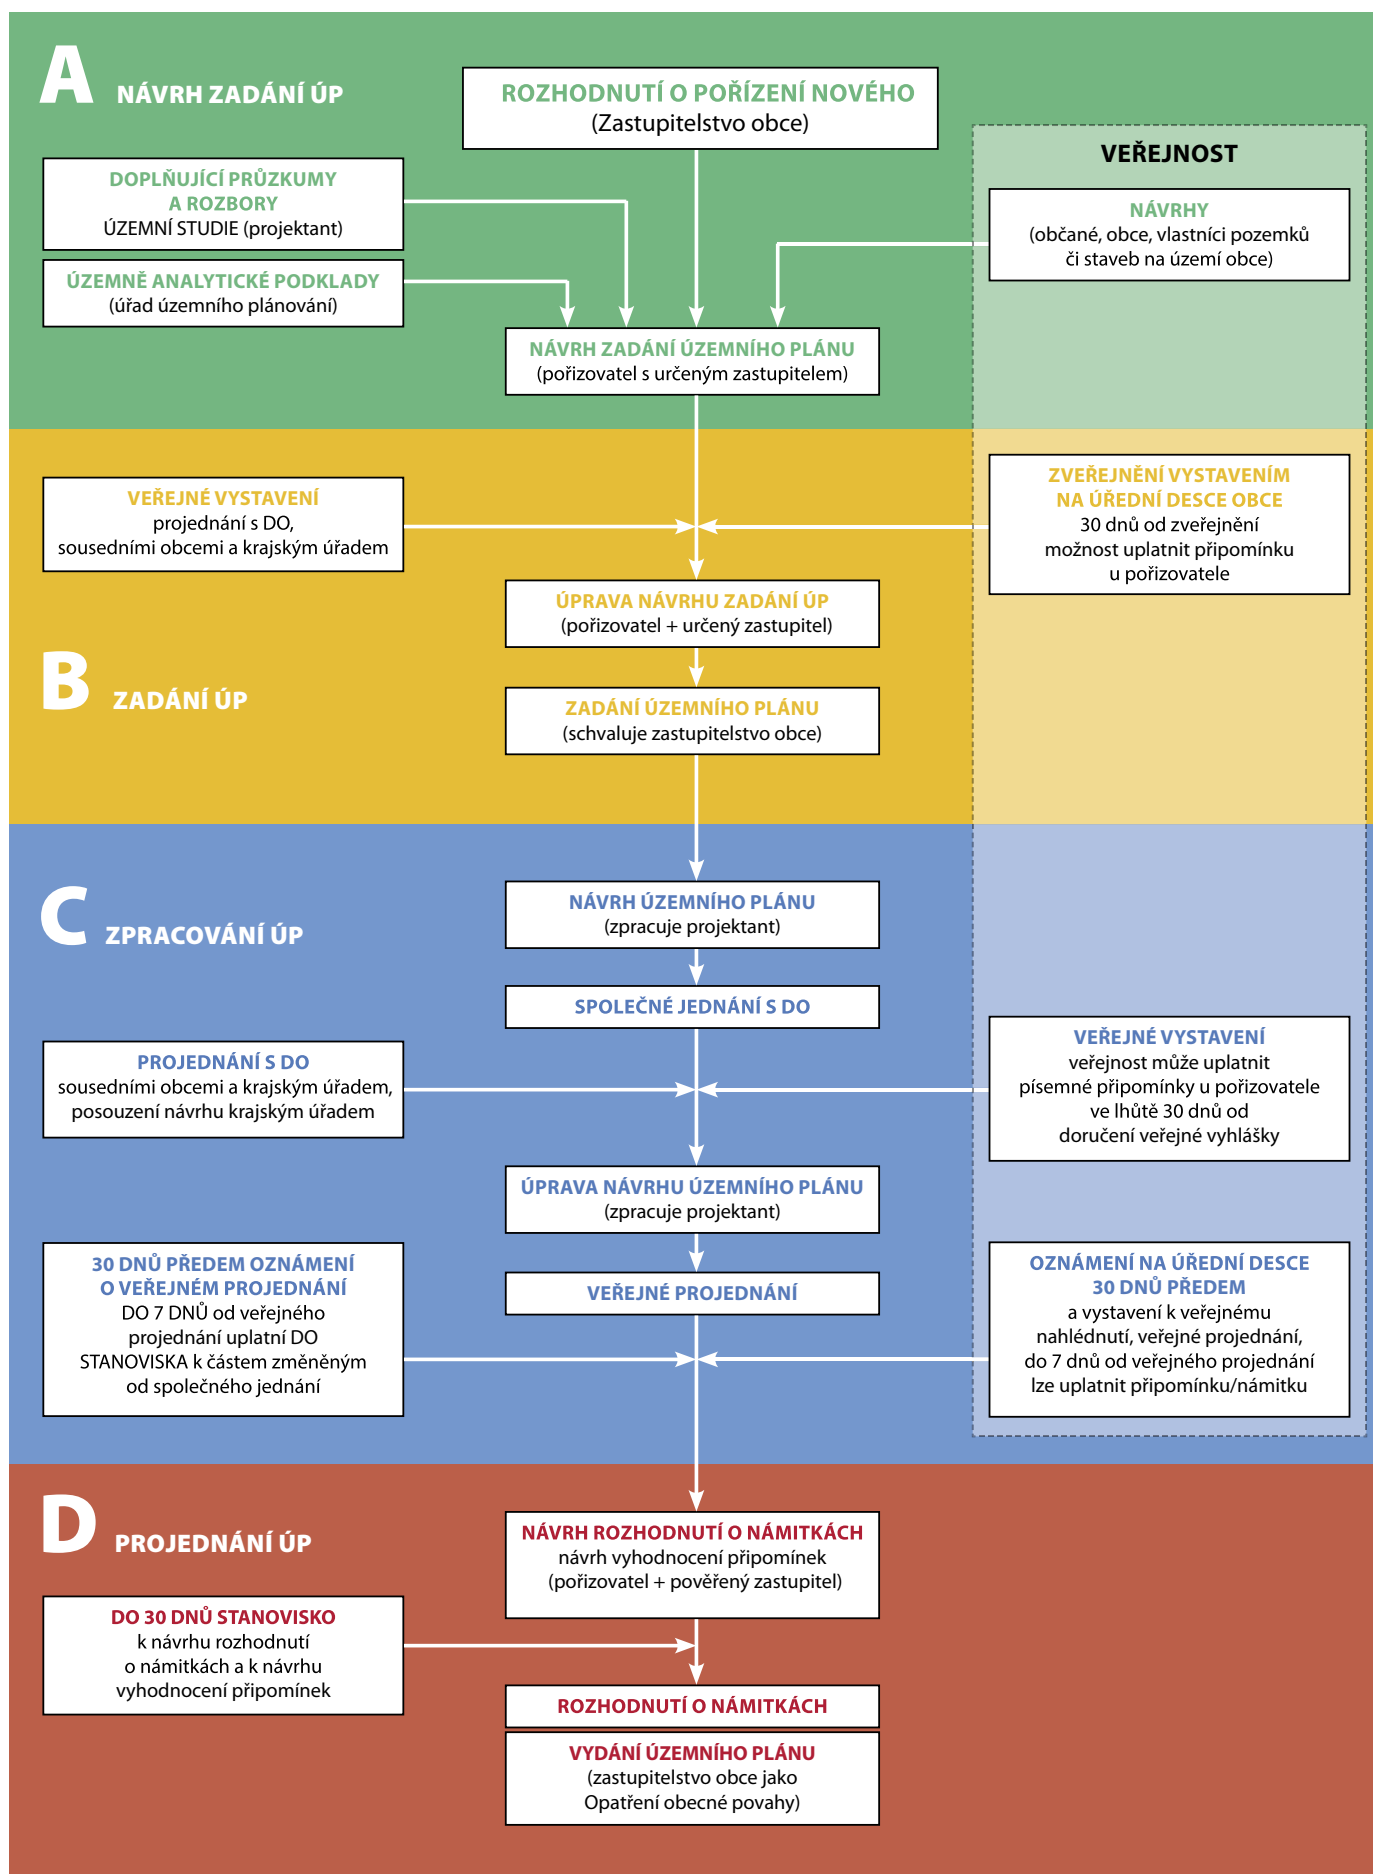 A NÁVRH ZADÁNÍ ÚP
ROZHODNUTÍ O POŘÍZENÍ NOVÉHO
(Zastupitelstvo obce)
VEŘEJNOST
DOPLŇUJÍCÍ PRŮZKUMY
A ROZBORY
ÚZEMNÍ STUDIE (projektant)
NÁVRHY
(občané, obce, vlastníci pozemků
či staveb na území obce)
ÚZEMNĚ ANALYTICKÉ PODKLADY
(úřad územního plánování)
NÁVRH ZADÁNÍ ÚZEMNÍHO PLÁNU
(pořizovatel s určeným zastupitelem)
VEŘEJNÉ VYSTAVENÍ
projednání s DO,
sousedními obcemi a krajským úřadem
ZVEŘEJNĚNÍ VYSTAVENÍM
NA ÚŘEDNÍ DESCE OBCE
30 dnů od zveřejnění
možnost uplatnit připomínku
u pořizovatele
ÚPRAVA NÁVRHU ZADÁNÍ ÚP
(pořizovatel + určený zastupitel)
B ZADÁNÍ ÚP
ZADÁNÍ ÚZEMNÍHO PLÁNU
(schvaluje zastupitelstvo obce)
C ZPRACOVÁNÍ ÚP
NÁVRH ÚZEMNÍHO PLÁNU
(zpracuje projektant)
SPOLEČNÉ JEDNÁNÍ S DO
PROJEDNÁNÍ S DO
sousedními obcemi a krajským úřadem,
posouzení návrhu krajským úřadem
VEŘEJNÉ VYSTAVENÍ
veřejnost může uplatnit
písemné připomínky u pořizovatele
ve lhůtě 30 dnů od
doručení veřejné vyhlášky
ÚPRAVA NÁVRHU ÚZEMNÍHO PLÁNU
(zpracuje projektant)
30 DNŮ PŘEDEM OZNÁMENÍ
O VEŘEJNÉM PROJEDNÁNÍ
DO 7 DNŮ od veřejného
projednání uplatní DO
STANOVISKA k částem změněným
od společného jednání
VEŘEJNÉ PROJEDNÁNÍ
OZNÁMENÍ NA ÚŘEDNÍ DESCE
30 DNŮ PŘEDEM
a vystavení k veřejnému
nahlédnutí, veřejné projednání,
do 7 dnů od veřejného projednání
lze uplatnit připomínku/námitku
D PROJEDNÁNÍ ÚP
NÁVRH ROZHODNUTÍ O NÁMITKÁCH
návrh vyhodnocení připomínek
(pořizovatel + pověřený zastupitel)
DO 30 DNŮ STANOVISKO
k návrhu rozhodnutí
o námitkách a k návrhu
vyhodnocení připomínek
ROZHODNUTÍ O NÁMITKÁCH
VYDÁNÍ ÚZEMNÍHO PLÁNU
(zastupitelstvo obce jako
Opatření obecné povahy)